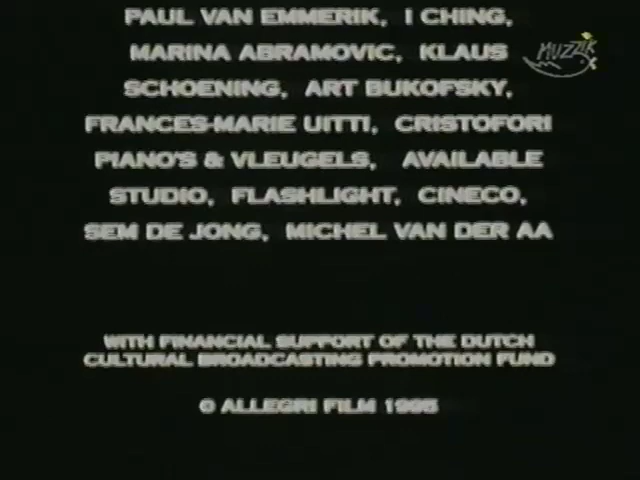 PAUL VAN EMMERIK, I CHING,
MARINA ABRAMOVIC, KLAUS
MUZZIK
SCHOENING, ART BUKOFSKY,
FRANCES-MARIE UITTI, CRISTOFORI
PIANO'S & VLEUGELS, AVAILABLE
STUDIO, FLASHLIGHT, CINECO,
SEM DE JONG, MICHEL VAN DER AA
WITH FINANCIAL SUPPORT OF THE DUTCH
CULTURAL BROADCASTING PROMOTION FUND
© ALLEGRI FILM 1995